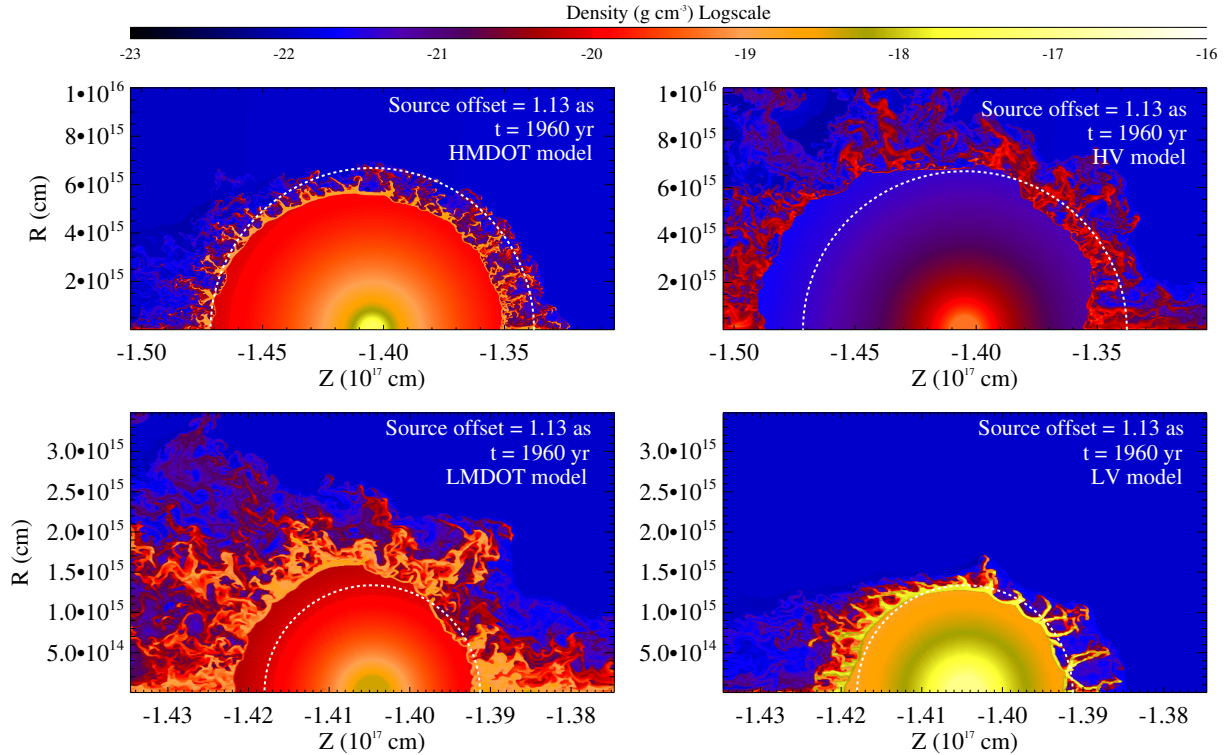 Density (g cm⁻³) Logscale
-23 -22 -21 -20 -19 -18 -17 -16
1•10¹⁶
8•10¹⁵
6•10¹⁵
4•10¹⁵
2•10¹⁵
R (cm)
Source offset = 1.13 as
t = 1960 yr
HMDOT model
-1.50 -1.45 -1.40 -1.35
Z (10¹⁷ cm)
1•10¹⁶
8•10¹⁵
6•10¹⁵
4•10¹⁵
2•10¹⁵
Source offset = 1.13 as
t = 1960 yr
HV model
-1.50 -1.45 -1.40 -1.35
Z (10¹⁷ cm)
3.0•10¹⁵
2.5•10¹⁵
2.0•10¹⁵
1.5•10¹⁵
1.0•10¹⁵
5.0•10¹⁴
R (cm)
Source offset = 1.13 as
t = 1960 yr
LMDOT model
-1.43 -1.42 -1.41 -1.40 -1.39 -1.38
Z (10¹⁷ cm)
3.0•10¹⁵
2.5•10¹⁵
2.0•10¹⁵
1.5•10¹⁵
1.0•10¹⁵
5.0•10¹⁴
Source offset = 1.13 as
t = 1960 yr
LV model
-1.43 -1.42 -1.41 -1.40 -1.39 -1.38
Z (10¹⁷ cm)